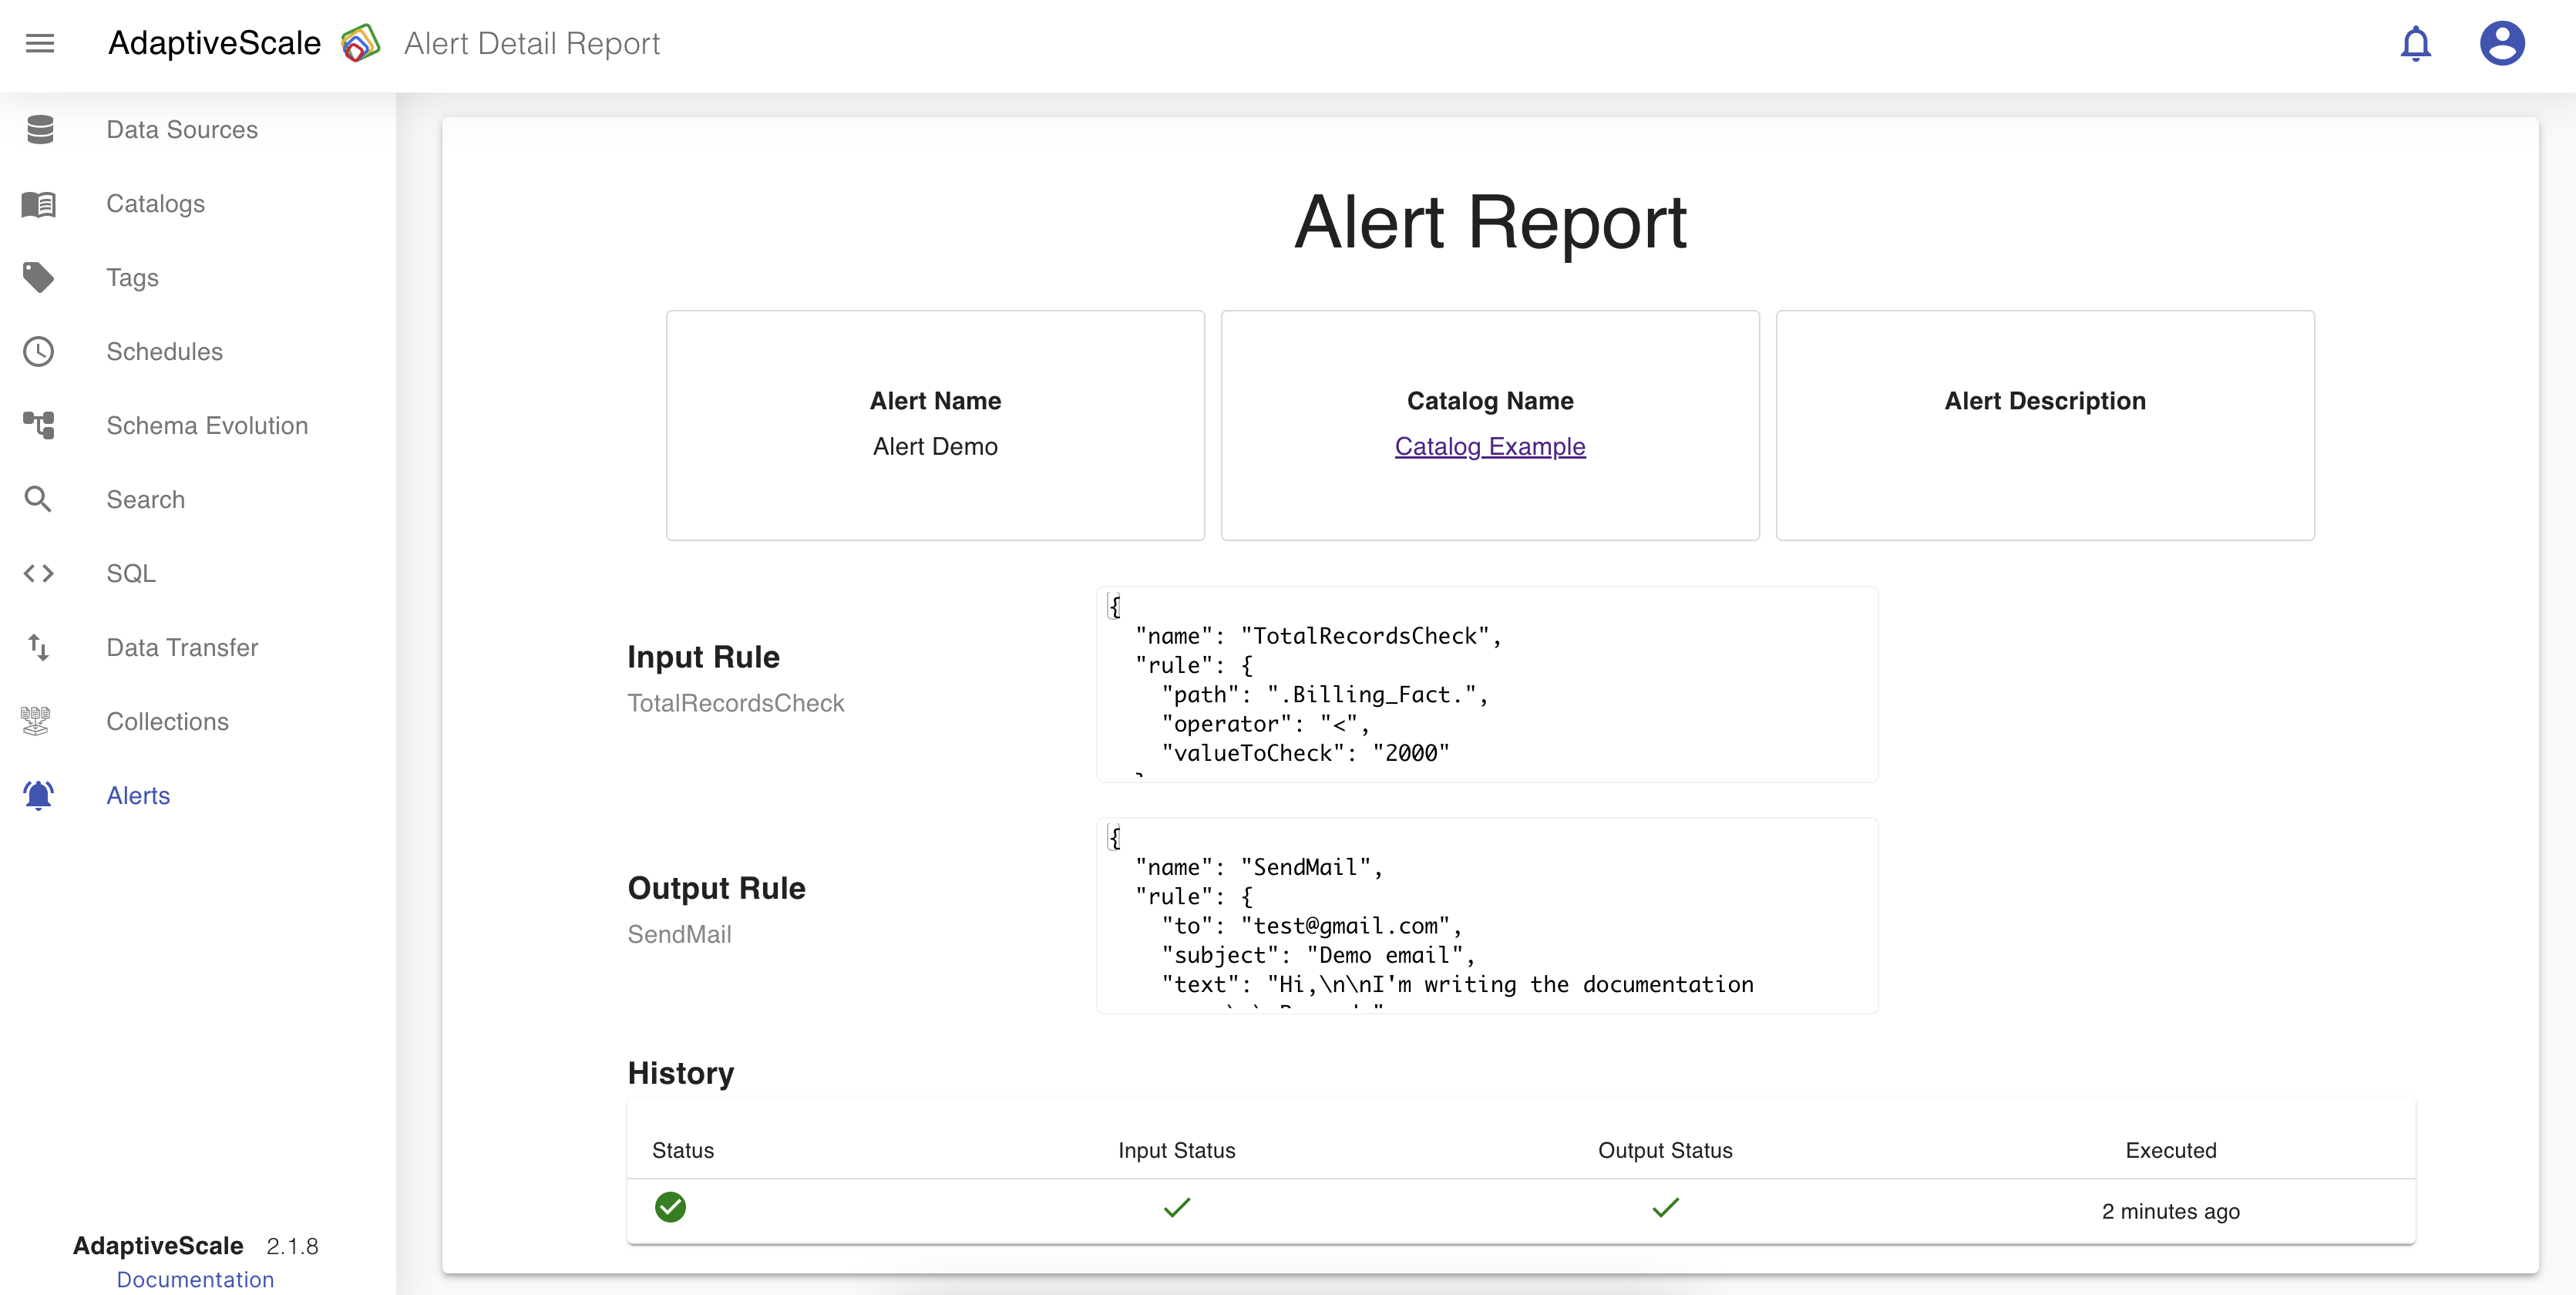 AdaptiveScale Alert Detail Report
Data Sources
Catalogs
Tags
Schedules
Schema Evolution
Search
SQL
Data Transfer
Collections
Alerts
AdaptiveScale 2.1.8
Documentation
Alert Report
Alert Name
Alert Demo
Catalog Name
Catalog Example
Alert Description
Input Rule
TotalRecordsCheck
{
"name": "TotalRecordsCheck",
"rule": {
"path": ".Billing_Fact.",
"operator": "<",
"valueToCheck": "2000"
Output Rule
SendMail
{
"name": "SendMail",
"rule": {
"to": "test@gmail.com",
"subject": "Demo email",
"text": "Hi,\n\nI'm writing the documentation
History
Status Input Status Output Status Executed
2 minutes ago